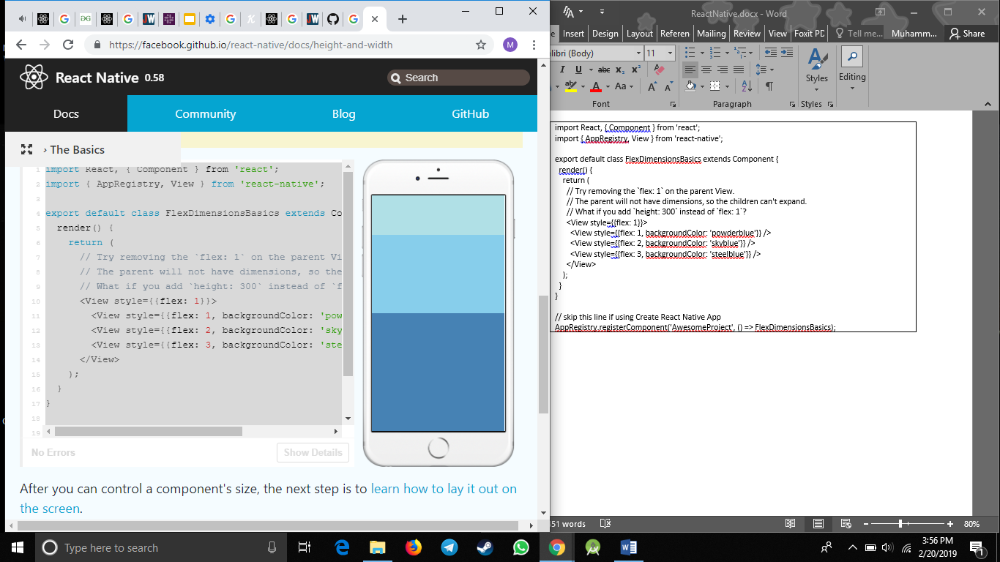 M
https://facebook.github.io/react-native/docs/height-and-width
React Native 0.58
Search
Docs
Community
Blog
GitHub
› The Basics
1 import React, { Component } from 'react';
2 import { AppRegistry, View } from 'react-native';
3
4 export default class FlexDimensionsBasics extends Co
5 render() {
6 return (
7 // Try removing the `flex: 1` on the parent Vi
8 // The parent will not have dimensions, so the
9 // What if you add `height: 300` instead of `f
10 <View style={{flex: 1}}>
11 <View style={{flex: 1, backgroundColor: 'pow
12 <View style={{flex: 2, backgroundColor: 'sky
13 <View style={{flex: 3, backgroundColor: 'ste
14 </View>
15 );
16 }
17 }
18
19
No Errors
Show Details
After you can control a component's size, the next step is to learn how to lay it out on
the screen.
ReactNative.docx - Word
e Insert Design Layout Referen Mailing Review View Foxit PD Tell me... Muhamm... Share
libri (Body) 11
I U abc x₂ x²
A Aa A A
Styles
Editing
Font
Paragraph
Styles
import React, { Component } from 'react';
import { AppRegistry, View } from 'react-native';
export default class FlexDimensionsBasics extends Component {
render() {
return (
// Try removing the `flex: 1` on the parent View.
// The parent will not have dimensions, so the children can't expand.
// What if you add `height: 300` instead of `flex: 1`?
<View style={{flex: 1}}>
<View style={{flex: 1, backgroundColor: 'powderblue'}} />
<View style={{flex: 2, backgroundColor: 'skyblue'}} />
<View style={{flex: 3, backgroundColor: 'steelblue'}} />
</View>
);
}
}
// skip this line if using Create React Native App
AppRegistry.registerComponent('AwesomeProject', () => FlexDimensionsBasics);
51 words
80%
Type here to search
3:56 PM
2/20/2019
1